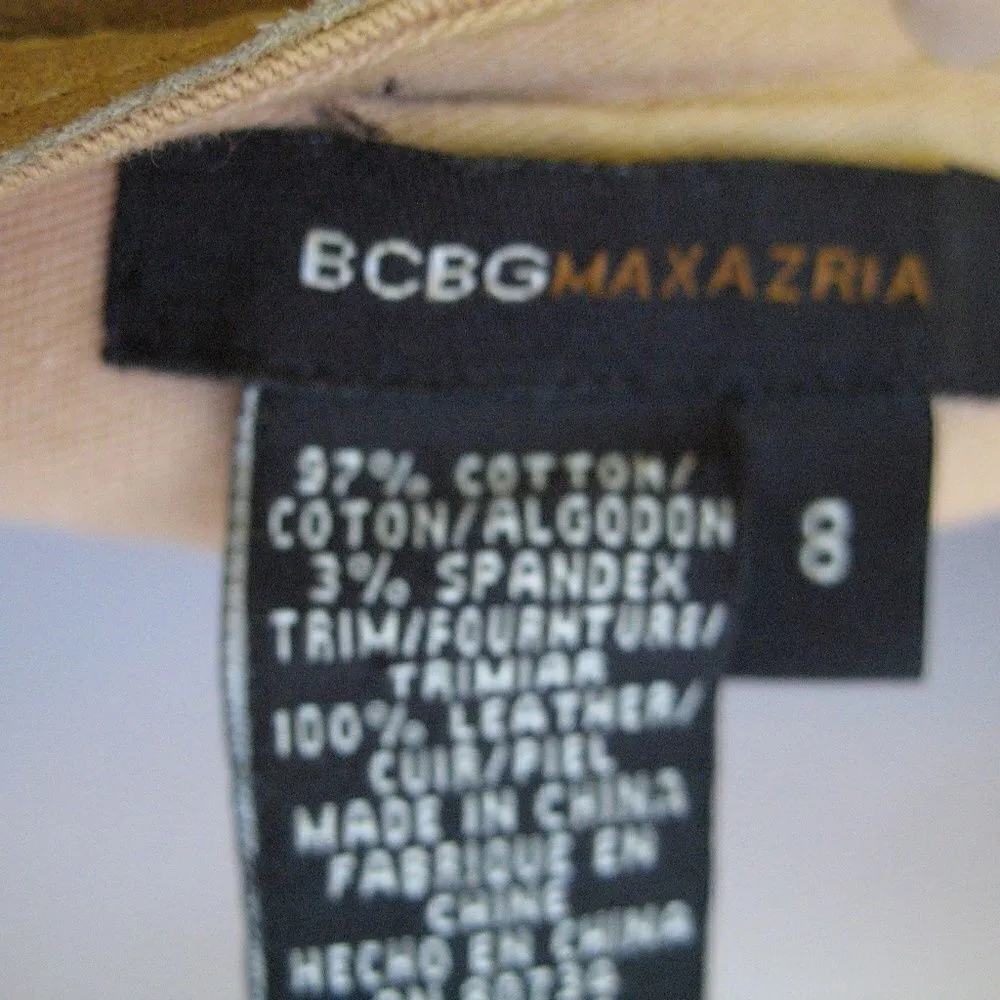 BCBGMAXAZRIA
97% COTTON/
COTON/ALGODON
3% SPANDEX
TRIM/FOURNTURE/
TRIMIAR
100% LEATHER/
CUIR/PIEL
MADE IN CHINA
FABRIQUE EN
CHINE
HECHO EN CHINA
8